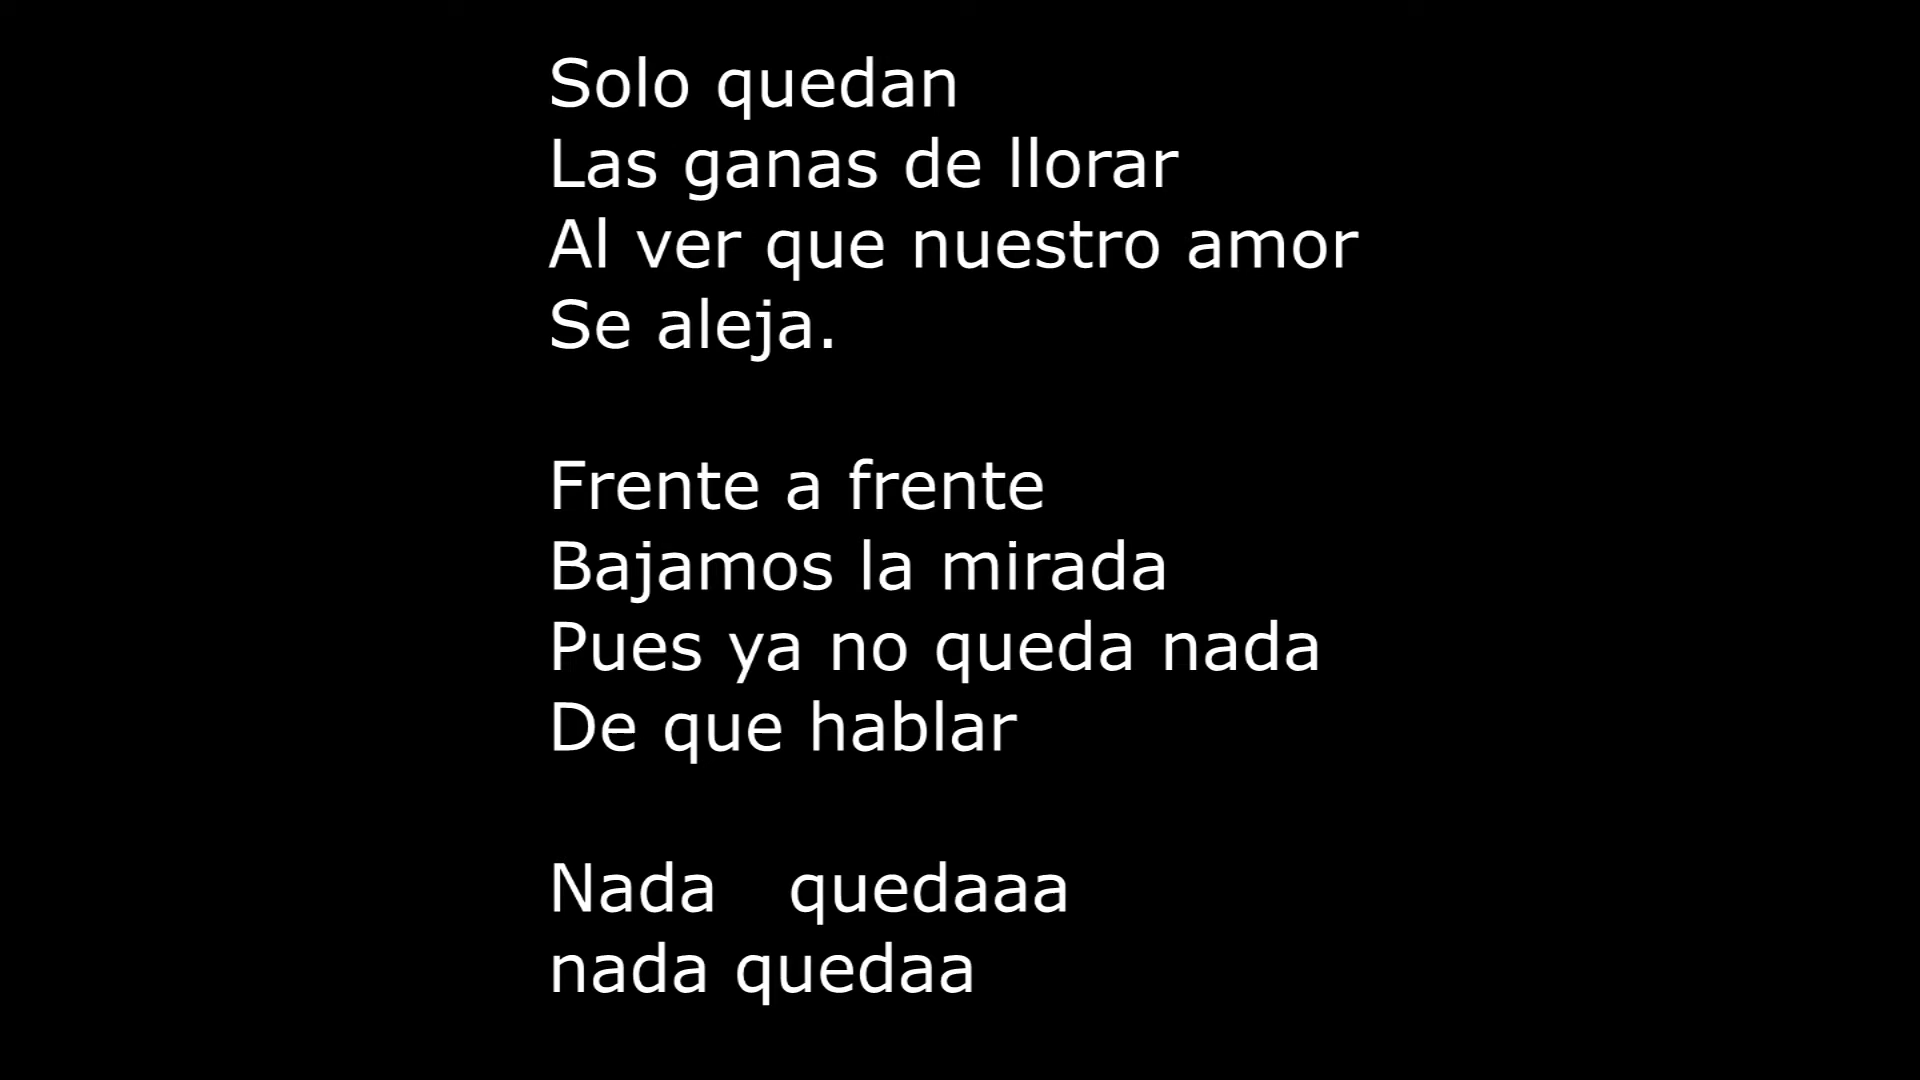 Solo quedan
Las ganas de llorar
Al ver que nuestro amor
Se aleja.
Frente a frente
Bajamos la mirada
Pues ya no queda nada
De que hablar
Nada   quedaaa
nada quedaa